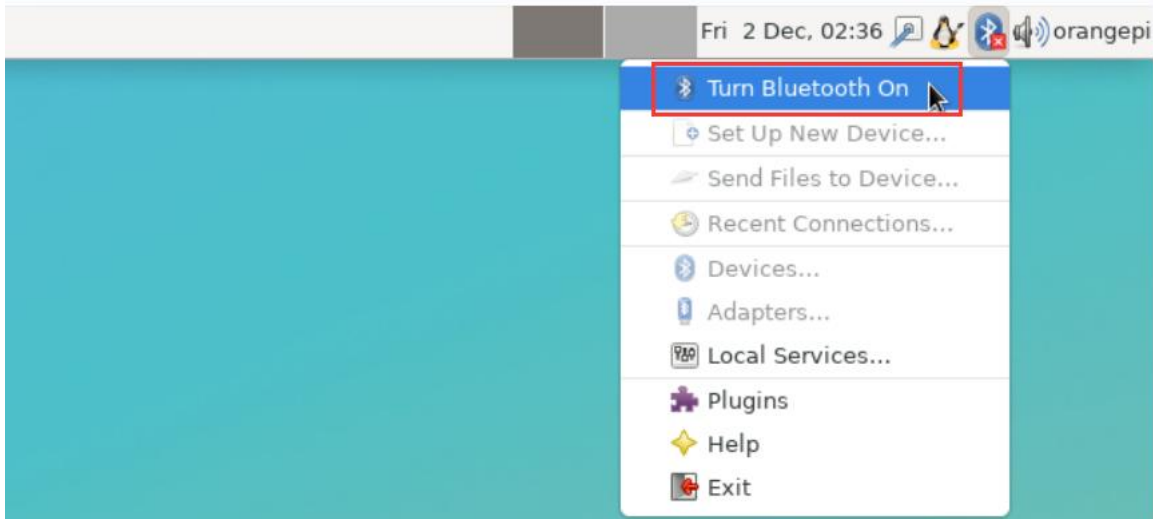 Fri 2 Dec, 02:36 orangepi
Turn Bluetooth On
Set Up New Device...
Send Files to Device...
Recent Connections...
Devices...
Adapters...
Local Services...
Plugins
Help
Exit